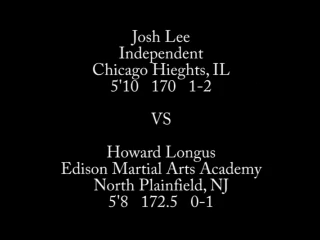 Josh Lee
Independent
Chicago Hieghts, IL
5'10 170 1-2
VS
Howard Longus
Edison Martial Arts Academy
North Plainfield, NJ
5'8 172.5 0-1